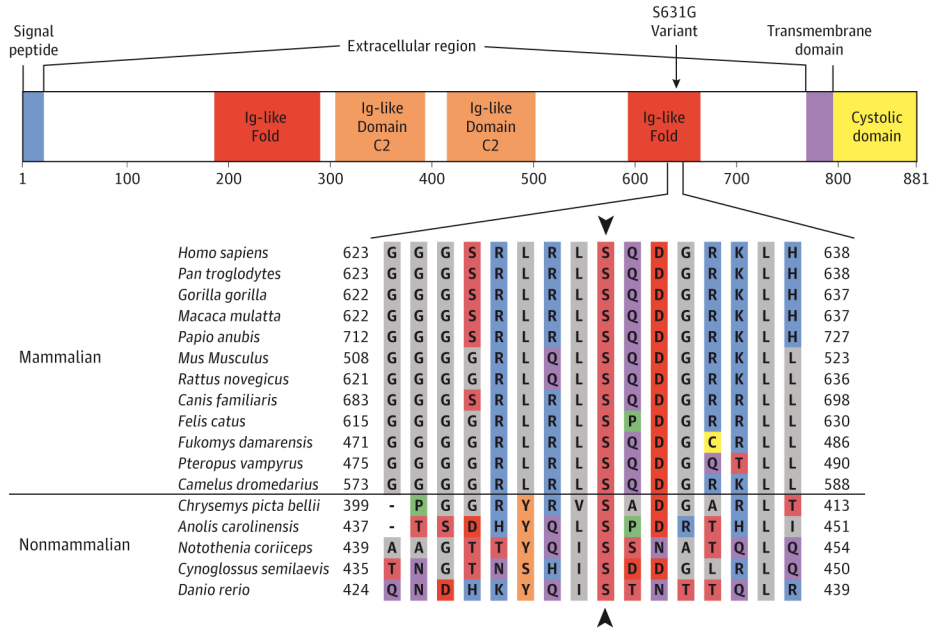 Signal peptide
Extracellular region
S631G Variant
Transmembrane domain
Ig-like Fold
Ig-like Domain C2
Ig-like Domain C2
Ig-like Fold
Cystolic domain
1 100 200 300 400 500 600 700 800 881
Mammalian
Homo sapiens 623 G G G S R L R L S Q D G R K L H 638
Pan troglodytes 623 G G G S R L R L S Q D G R K L H 638
Gorilla gorilla 622 G G G S R L R L S Q D G R K L H 637
Macaca mulatta 622 G G G S R L R L S Q D G R K L H 637
Papio anubis 712 G G G S R L R L S Q D G R K L H 727
Mus Musculus 508 G G G G R L Q L S Q D G R K L L 523
Rattus novegicus 621 G G G G R L Q L S Q D G R K L L 636
Canis familiaris 683 G G G S R L R L S Q D G R R L L 698
Felis catus 615 G G G G R L R L S P D G R R L L 630
Fukomys damarensis 471 G G G G R L R L S Q D G C R L L 486
Pteropus vampyrus 475 G G G G R L R L S Q D G Q T L L 490
Camelus dromedarius 573 G G G G R L R L S Q D G R K L L 588
Nonmammalian
Chrysemys picta bellii 399 - P G G R Y R V S A D G A R L T 413
Anolis carolinensis 437 - T S D H Y Q L S P D R T H L I 451
Notothenia coriiceps 439 A A G T T Y Q I S S N A T Q L Q 454
Cynoglossus semilaevis 435 T N G T N S H I S D D G L R L Q 450
Danio rerio 424 Q N D H K Y Q I S T N T T Q L R 439